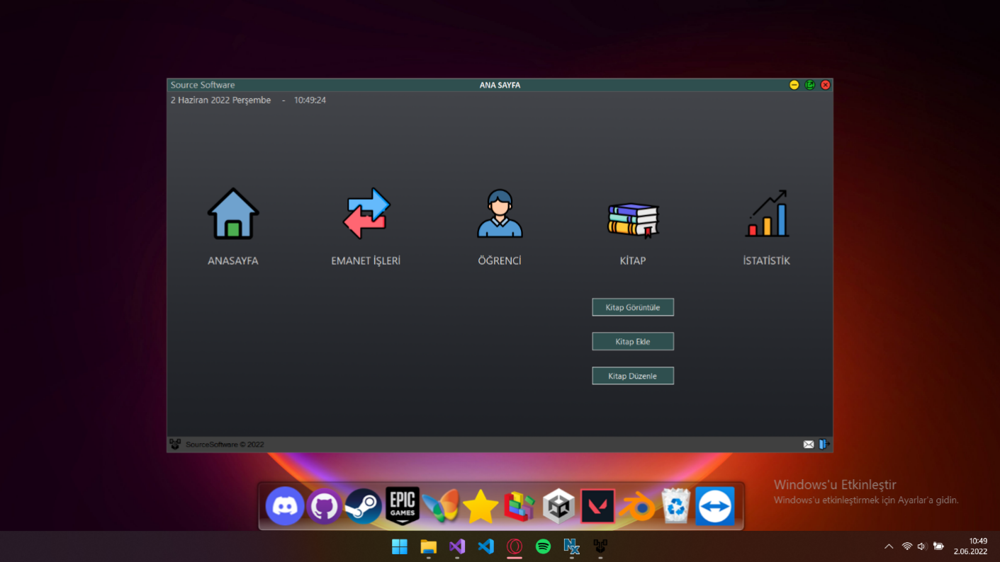 Source Software
ANA SAYFA
2 Haziran 2022 Perşembe - 10:49:24
ANASAYFA
EMANET İŞLERİ
ÖĞRENCİ
KİTAP
İSTATİSTİK
Kitap Görüntüle
Kitap Ekle
Kitap Düzenle
SourceSoftware © 2022
Windows'u Etkinleştir
Windows'u etkinleştirmek için Ayarlar'a gidin.
EPIC
GAMES
10:49
2.06.2022